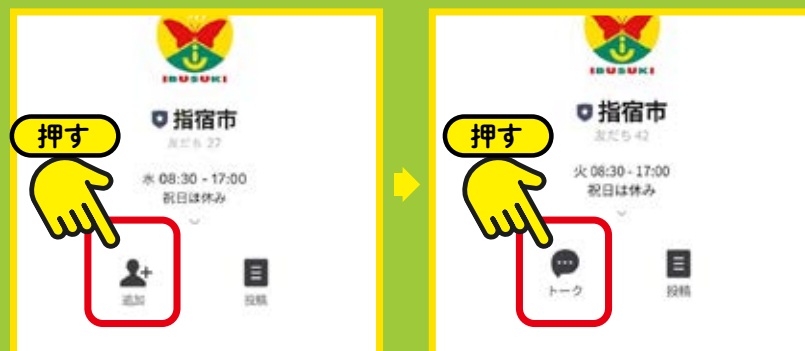 IBUSUKI
指宿市
押す
友だち 27
水 08:30 - 17:00
祝日は休み
追加
投稿
IBUSUKI
指宿市
押す
友だち 42
火 08:30 - 17:00
祝日は休み
トーク
投稿